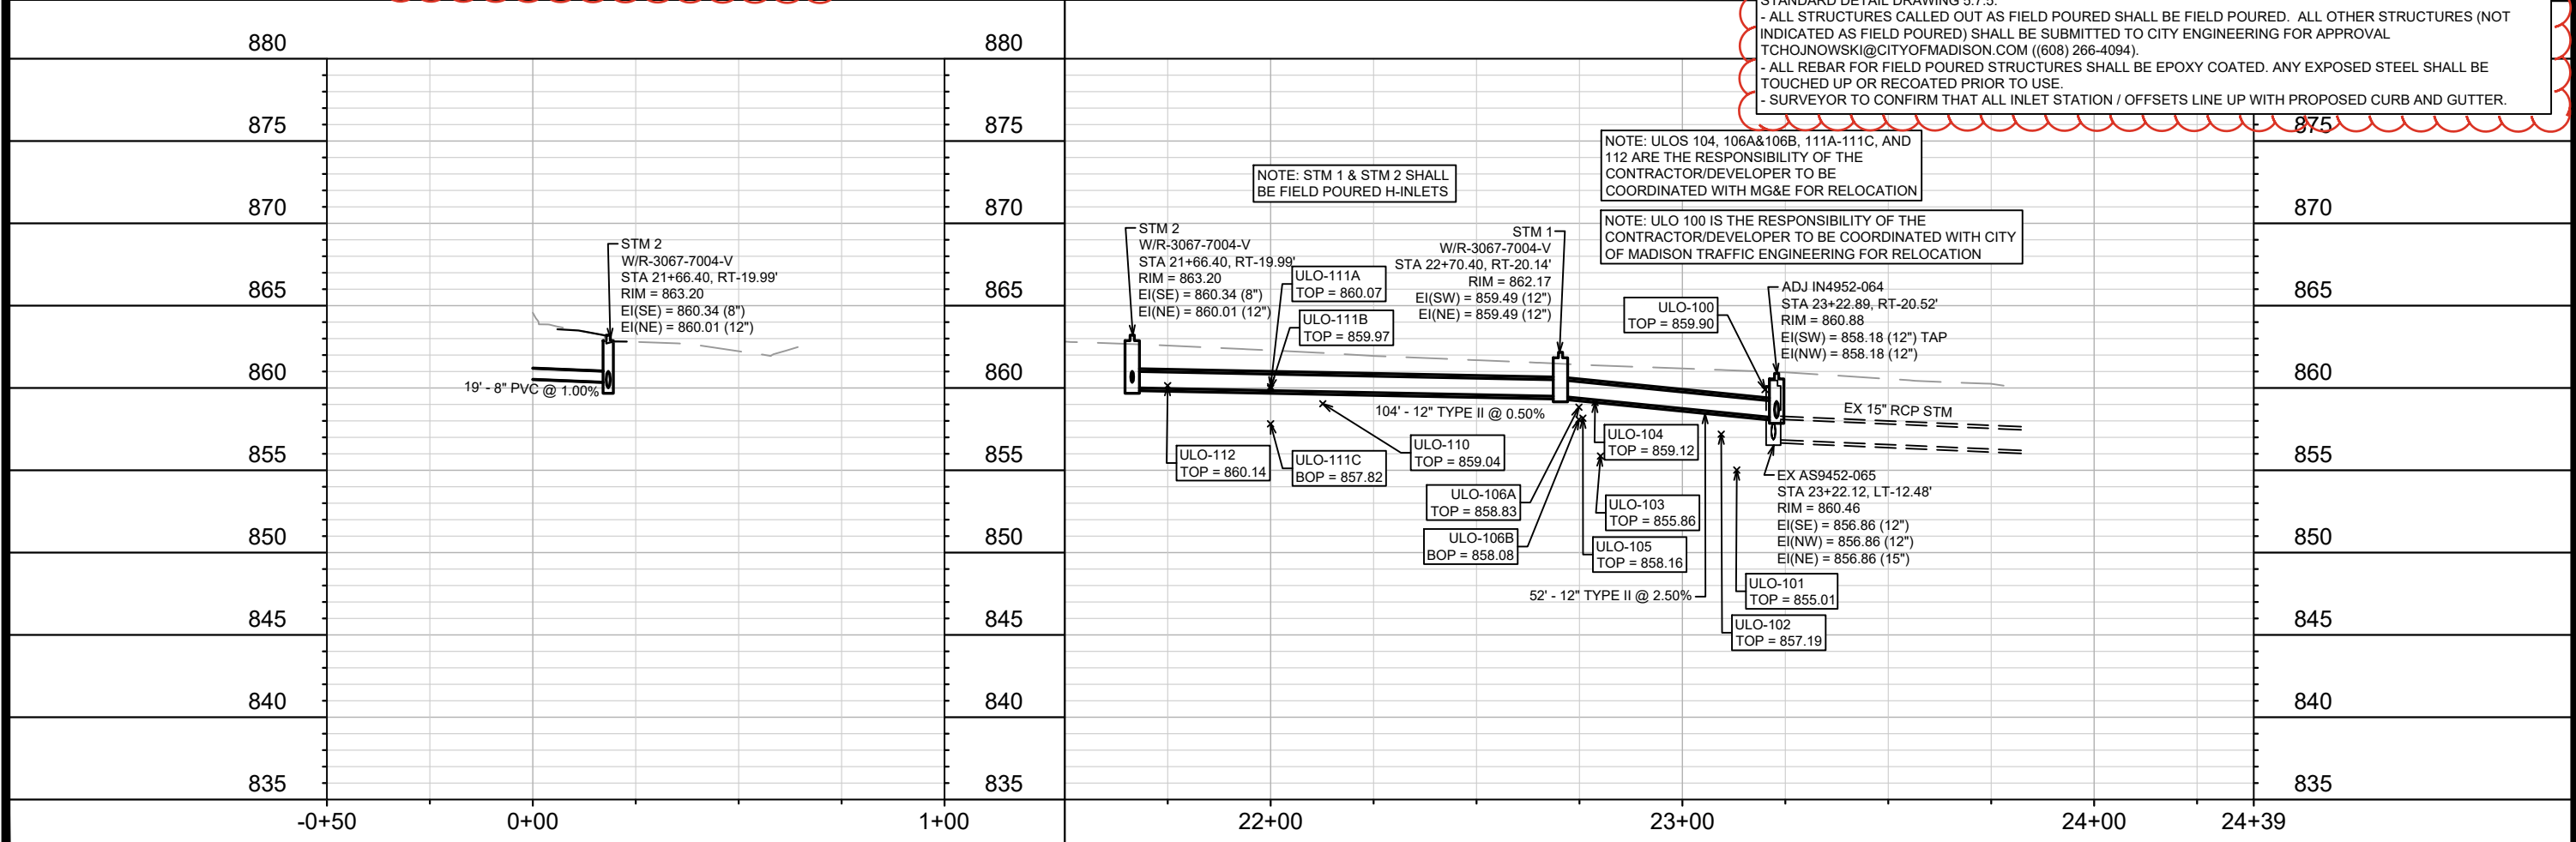 STANDARD DETAIL DRAWING 5.7.5.
- ALL STRUCTURES CALLED OUT AS FIELD POURED SHALL BE FIELD POURED. ALL OTHER STRUCTURES (NOT
INDICATED AS FIELD POURED) SHALL BE SUBMITTED TO CITY ENGINEERING FOR APPROVAL
TCHOJNOWSKI@CITYOFMADISON.COM ((608) 266-4094).
- ALL REBAR FOR FIELD POURED STRUCTURES SHALL BE EPOXY COATED. ANY EXPOSED STEEL SHALL BE
TOUCHED UP OR RECOATED PRIOR TO USE.
- SURVEYOR TO CONFIRM THAT ALL INLET STATION / OFFSETS LINE UP WITH PROPOSED CURB AND GUTTER.
880
875
870
865
860
855
850
845
840
835
STM 2
W/R-3067-7004-V
STA 21+66.40, RT-19.99'
RIM = 863.20
EI(SE) = 860.34 (8")
EI(NE) = 860.01 (12")
19' - 8" PVC @ 1.00%
-0+50
0+00
1+00
880
875
870
865
860
855
850
845
840
835
NOTE: STM 1 & STM 2 SHALL
BE FIELD POURED H-INLETS
NOTE: ULOS 104, 106A&106B, 111A-111C, AND
112 ARE THE RESPONSIBILITY OF THE
CONTRACTOR/DEVELOPER TO BE
COORDINATED WITH MG&E FOR RELOCATION
NOTE: ULO 100 IS THE RESPONSIBILITY OF THE
CONTRACTOR/DEVELOPER TO BE COORDINATED WITH CITY
OF MADISON TRAFFIC ENGINEERING FOR RELOCATION
STM 2
W/R-3067-7004-V
STA 21+66.40, RT-19.99'
RIM = 863.20
EI(SE) = 860.34 (8")
EI(NE) = 860.01 (12")
ULO-111A
TOP = 860.07
ULO-111B
TOP = 859.97
STM 1
W/R-3067-7004-V
STA 22+70.40, RT-20.14'
RIM = 862.17
EI(SW) = 859.49 (12")
EI(NE) = 859.49 (12")
ULO-100
TOP = 859.90
ADJ IN4952-064
STA 23+22.89, RT-20.52'
RIM = 860.88
EI(SW) = 858.18 (12") TAP
EI(NW) = 858.18 (12")
EX 15" RCP STM
104' - 12" TYPE II @ 0.50%
ULO-112
TOP = 860.14
ULO-111C
BOP = 857.82
ULO-110
TOP = 859.04
ULO-104
TOP = 859.12
ULO-106A
TOP = 858.83
ULO-103
TOP = 855.86
ULO-106B
BOP = 858.08
ULO-105
TOP = 858.16
EX AS9452-065
STA 23+22.12, LT-12.48'
RIM = 860.46
EI(SE) = 856.86 (12")
EI(NW) = 856.86 (12")
EI(NE) = 856.86 (15")
52' - 12" TYPE II @ 2.50%
ULO-101
TOP = 855.01
ULO-102
TOP = 857.19
22+00
23+00
24+00
24+39
875
870
865
860
855
850
845
840
835